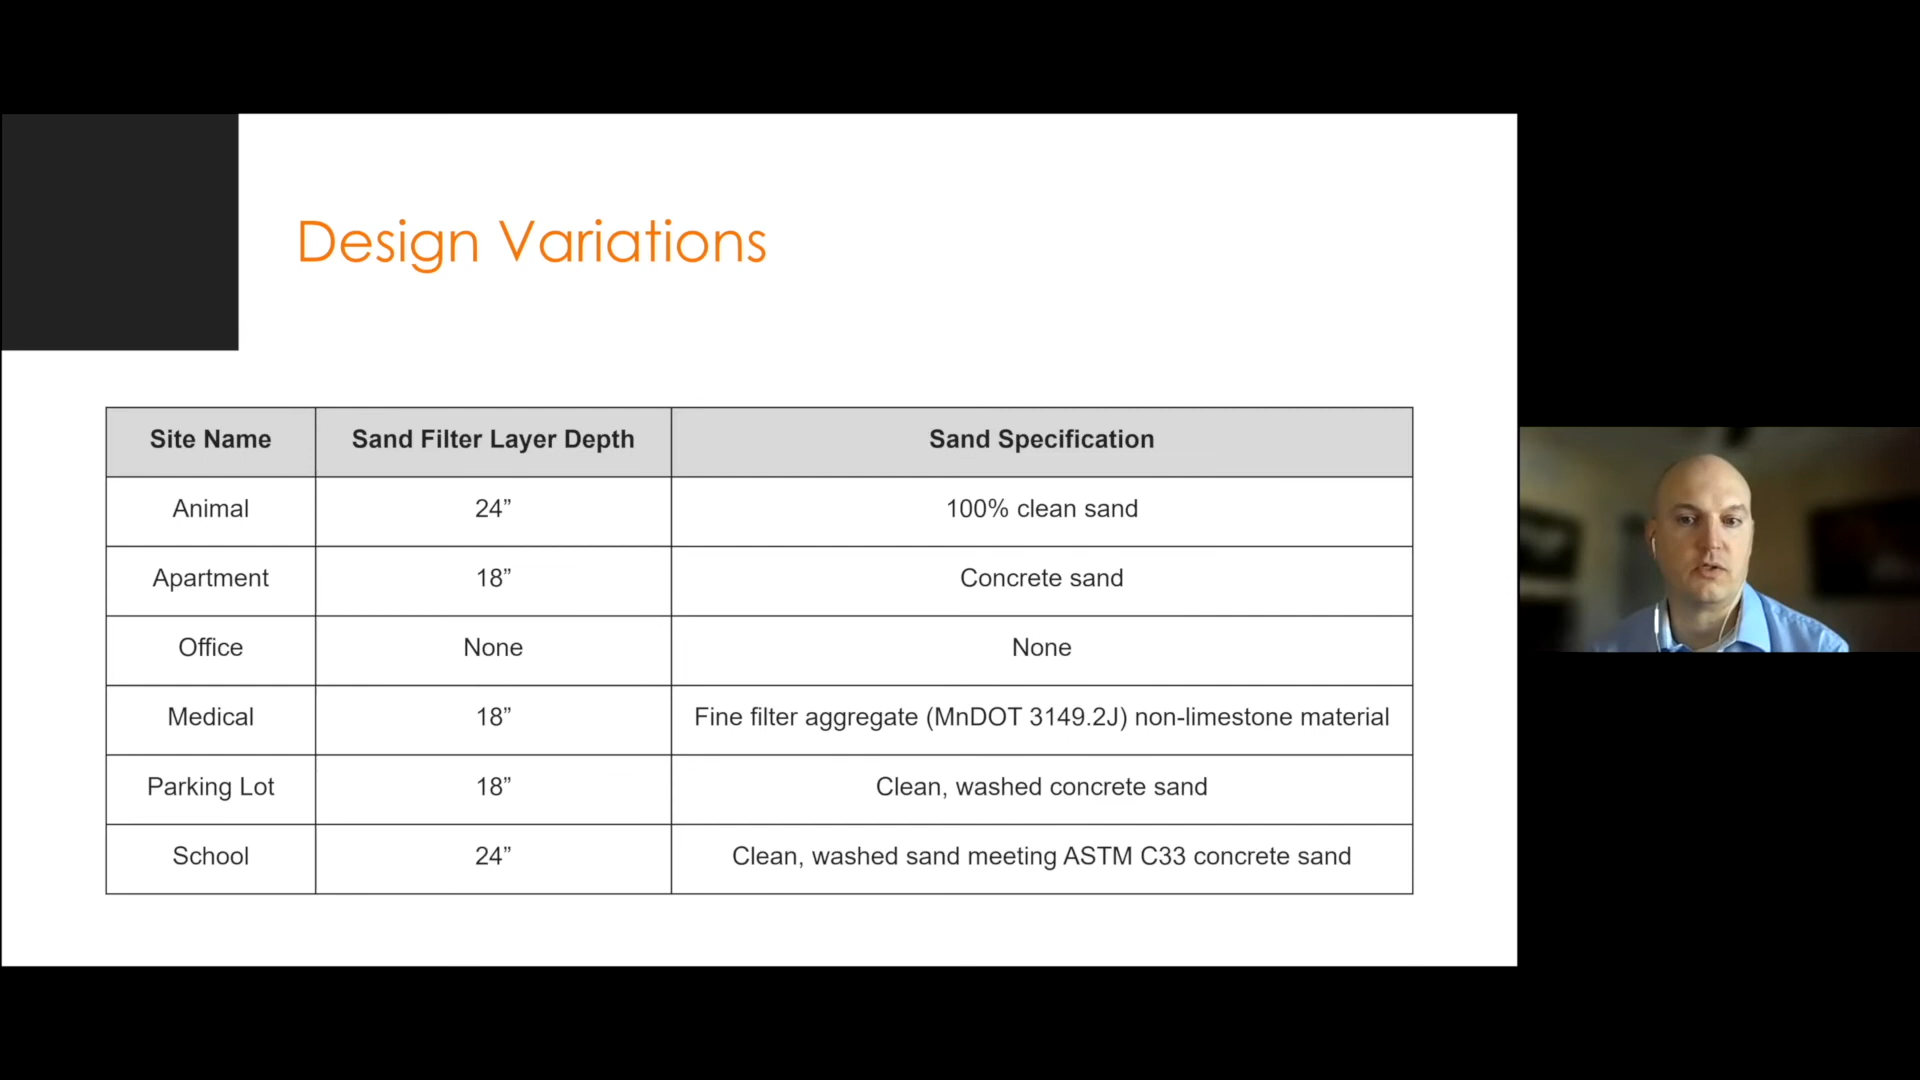 Design Variations
Site Name Sand Filter Layer Depth Sand Specification
Animal 24” 100% clean sand
Apartment 18” Concrete sand
Office None None
Medical 18” Fine filter aggregate (MnDOT 3149.2J) non-limestone material
Parking Lot 18” Clean, washed concrete sand
School 24” Clean, washed sand meeting ASTM C33 concrete sand